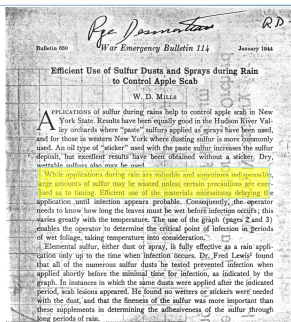 Bulletin 630 War Emergency Bulletin 114 January 1944
Efficient Use of Sulfur Dusts and Sprays during Rain
to Control Apple Scab
W. D. MILLS
APPLICATIONS of sulfur during rains help to control apple scab in New
York State. Results have been equally good in the Hudson River Val-
ley orchards where "paste" sulfurs applied as sprays have been used,
and for those in western New York where dusting sulfur is more commonly
used. An oil type of "sticker" used with the paste sulfur increases the sulfur
deposit, but excellent results have been obtained without a sticker. Dry,
wettable sulfurs also may be used.
While applications during rain are valuable and sometimes indispensable,
large amounts of sulfur may be wasted unless certain precautions are exer-
cised as to timing. Efficient use of the materials necessitates delaying the
application until infection appears probable. Consequently, the operator
needs to know how long the leaves must be wet before infection occurs; this
varies greatly with the temperature. The use of the graph (pages 2 and 3)
enables the operator to determine the critical point in infection in periods
of wet foliage, taking temperature into consideration.
Elemental sulfur, either dust or spray, is fully effective as a rain appli-
cation only up to the time when infection occurs. Dr. Fred Lewis found
that all of the numerous sulfur dusts he tested prevented infection when
applied shortly before the minimal time for infection, as indicated by the
graph. In instances in which the same dusts were applied after the indicated
period, scab lesions appeared. He found no wetters or stickers were needed
with the dust, and that the fineness of the sulfur was more important than
these supplements in determining the adhesiveness of the sulfur through
long periods of rain.